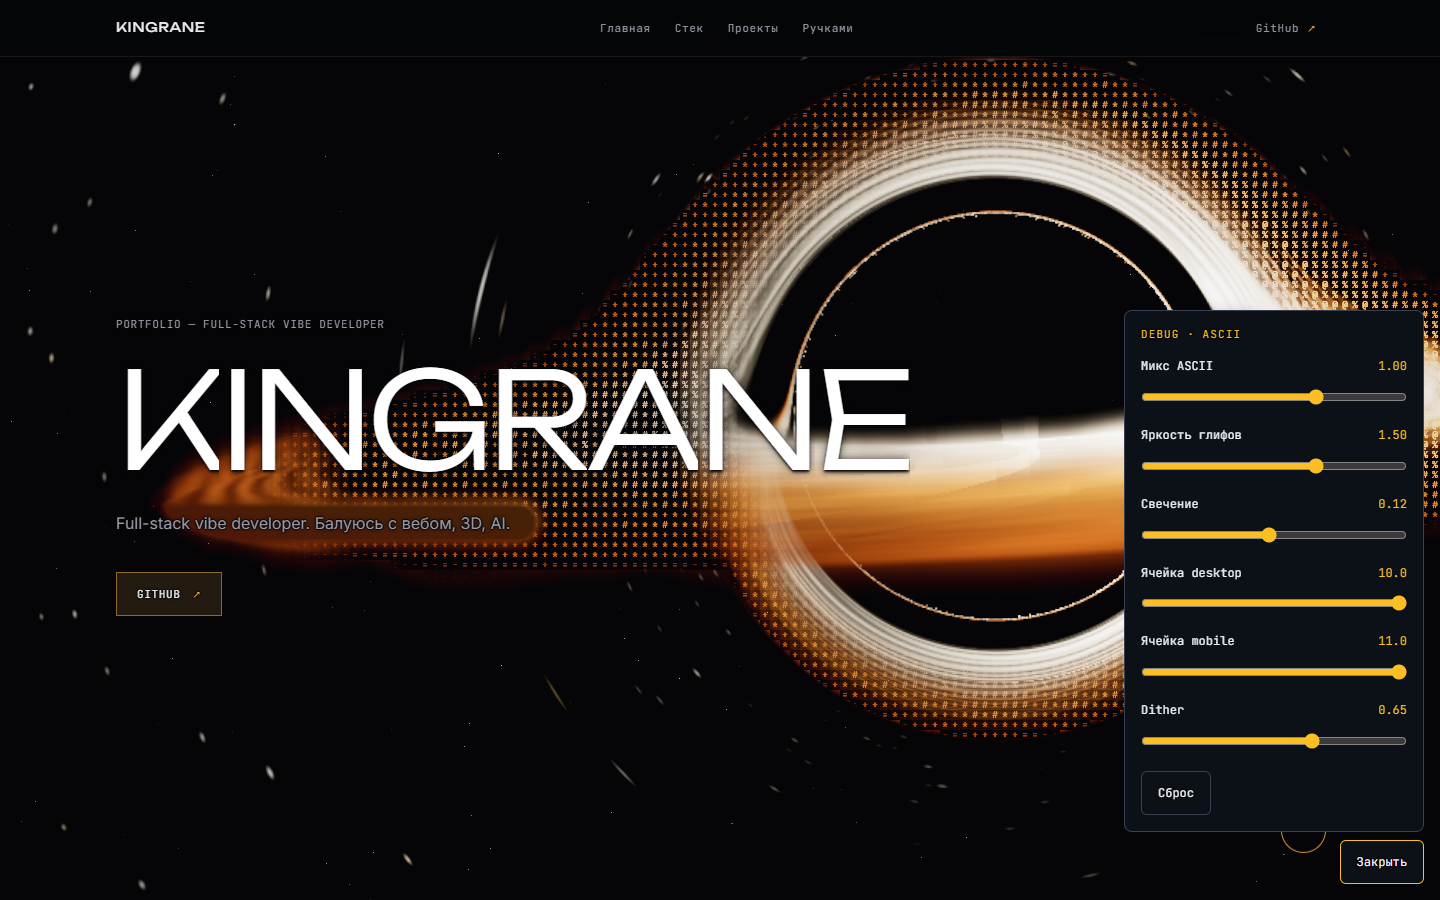 KINGRANE
Главная Стек Проекты Ручками
GitHub ↗
PORTFOLIO — FULL-STACK VIBE DEVELOPER
KINGRANE
Full-stack vibe developer. Балуюсь с вебом, 3D, AI.
GITHUB ↗
DEBUG · ASCII
Микс ASCII 1.00
Яркость глифов 1.50
Свечение 0.12
Ячейка desktop 10.0
Ячейка mobile 11.0
Dither 0.65
Сброс
Закрыть